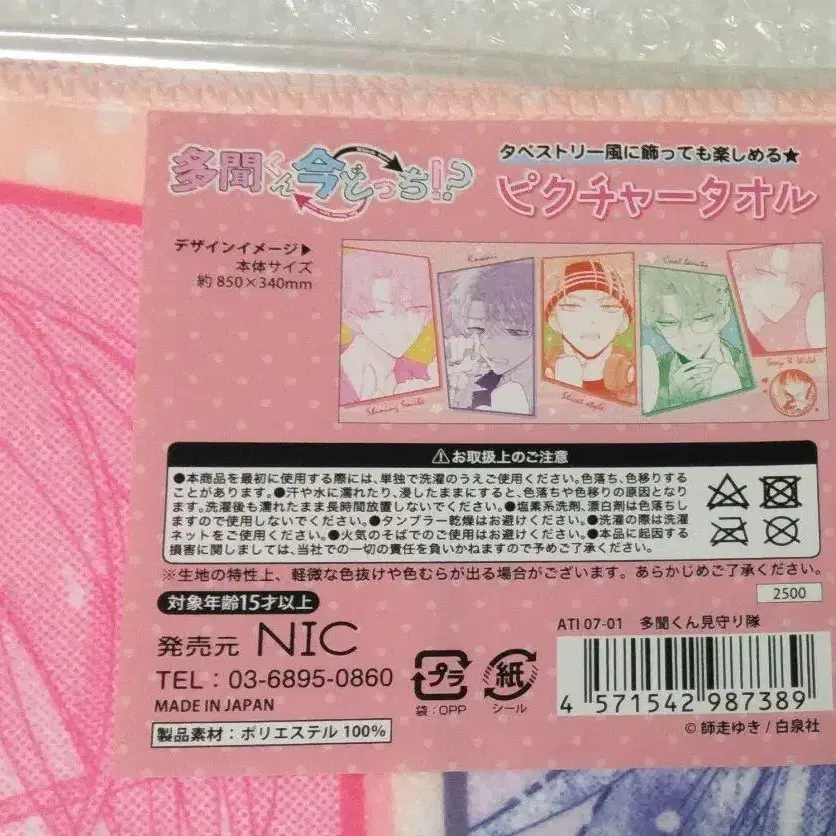 多聞くん今どっち!?
タペストリー風に飾っても楽しめる★
ピクチャータオル
デザインイメージ▶
本体サイズ
約850×340mm
Shining Smile
Street style
Cool beauty
Sexy & Wild
⚠お取扱上のご注意
●本商品を最初に使用する際には、単独で洗濯のうえご使用ください。色落ち、色移りする
ことがあります。●汗や水に濡れたり、浸したままにすると、色落ちや色移りの原因となり
ます。洗濯後も濡れたまま長時間放置しないでください。●塩素系洗剤、漂白剤は色落ちし
ますので使用しないでください。●タンブラー乾燥はお避けください。●洗濯の際は洗濯
ネットをご使用ください。●火気のそばでのご使用はお避けください。●本品に起因する
損害に関しましては、当社での一切の責任を負いかねますので予めご了承ください。
※生地の特性上、軽微な色抜けや色むらが出る場合がございます。あらかじめご了承ください。
対象年齢15才以上
2500
発売元 NIC
TEL：03-6895-0860
MADE IN JAPAN
製品素材：ポリエステル 100%
プラ
袋：OPP
紙
シール
ATI 07-01 多聞くん見守り隊
4 571542 987389
© 師走ゆき / 白泉社